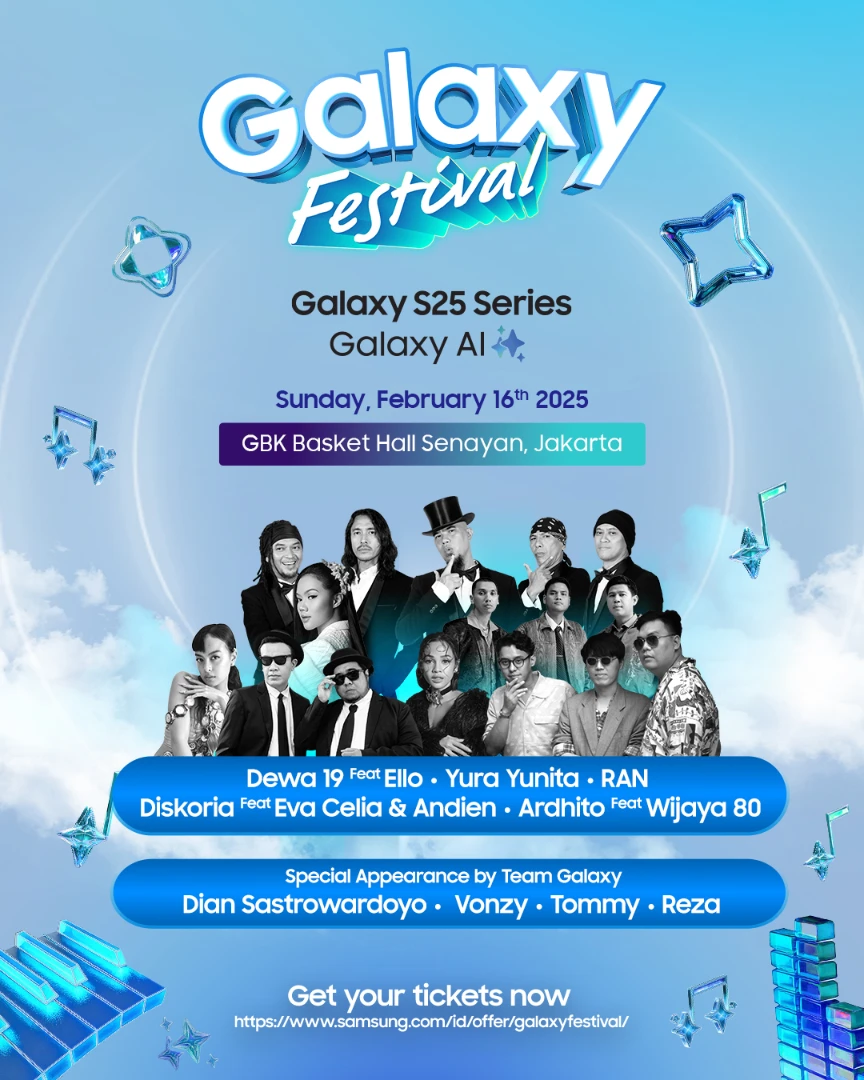 Galaxy
Festival
Galaxy S25 Series
Galaxy AI
Sunday, February 16th 2025
GBK Basket Hall Senayan, Jakarta
Dewa 19 Feat Ello • Yura Yunita • RAN
Diskoria Feat Eva Celia & Andien • Ardhito Feat Wijaya 80
Special Appearance by Team Galaxy
Dian Sastrowardoyo • Vonzy • Tommy • Reza
Get your tickets now
https://www.samsung.com/id/offer/galaxyfestival/